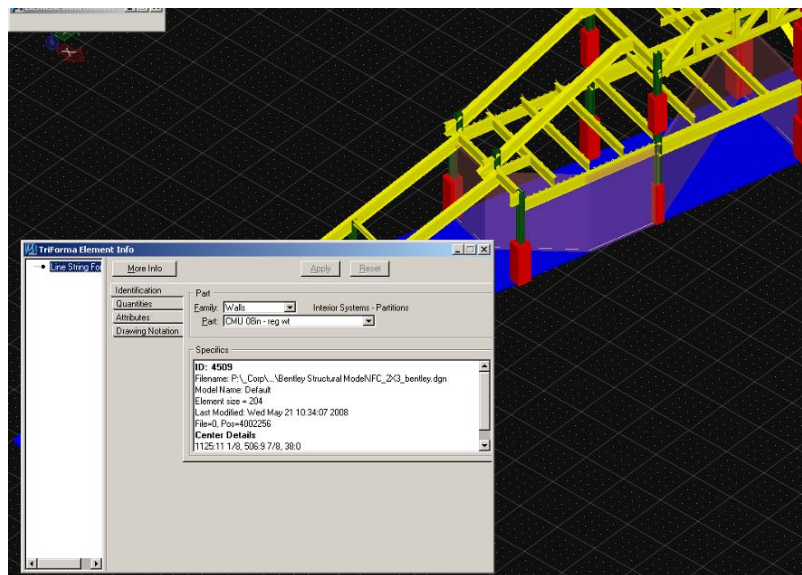 TriForma Element Info
Line String Fo
More Info
Apply
Reset
Identification
Quantities
Attributes
Drawing Notation
Part
Family: Walls
Interior Systems - Partitions
Part: CMU 08in - reg wt
Specifics
ID: 4509
Filename: P:\_Corp\...\Bentley Structural Model\IFC_2X3_bentley.dgn
Model Name: Default
Element size = 204
Last Modified: Wed May 21 10:34:07 2008
File=0, Pos=4002256
Center Details
1125:11 1/8, 506:9 7/8, 38:0